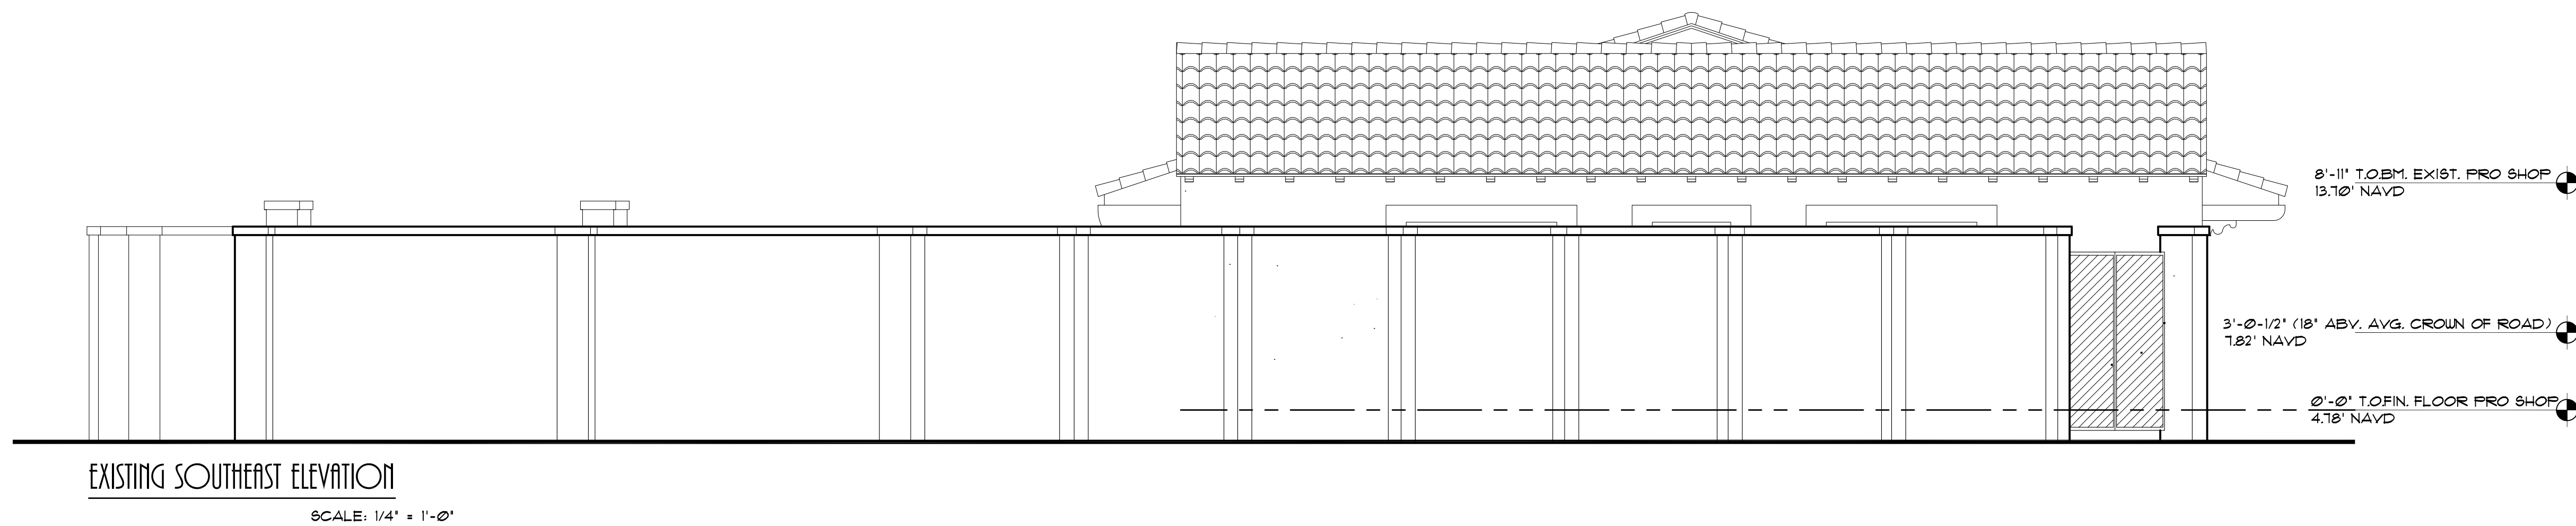 8'-11" T.O.BM. EXIST. PRO SHOP
13.70' NAVD
3'-0-1/2" (18" ABV. AVG. CROWN OF ROAD)
7.82' NAVD
0'-0" T.O.FIN. FLOOR PRO SHOP
4.78' NAVD
EXISTING SOUTHEAST ELEVATION
SCALE: 1/4" = 1'-0"